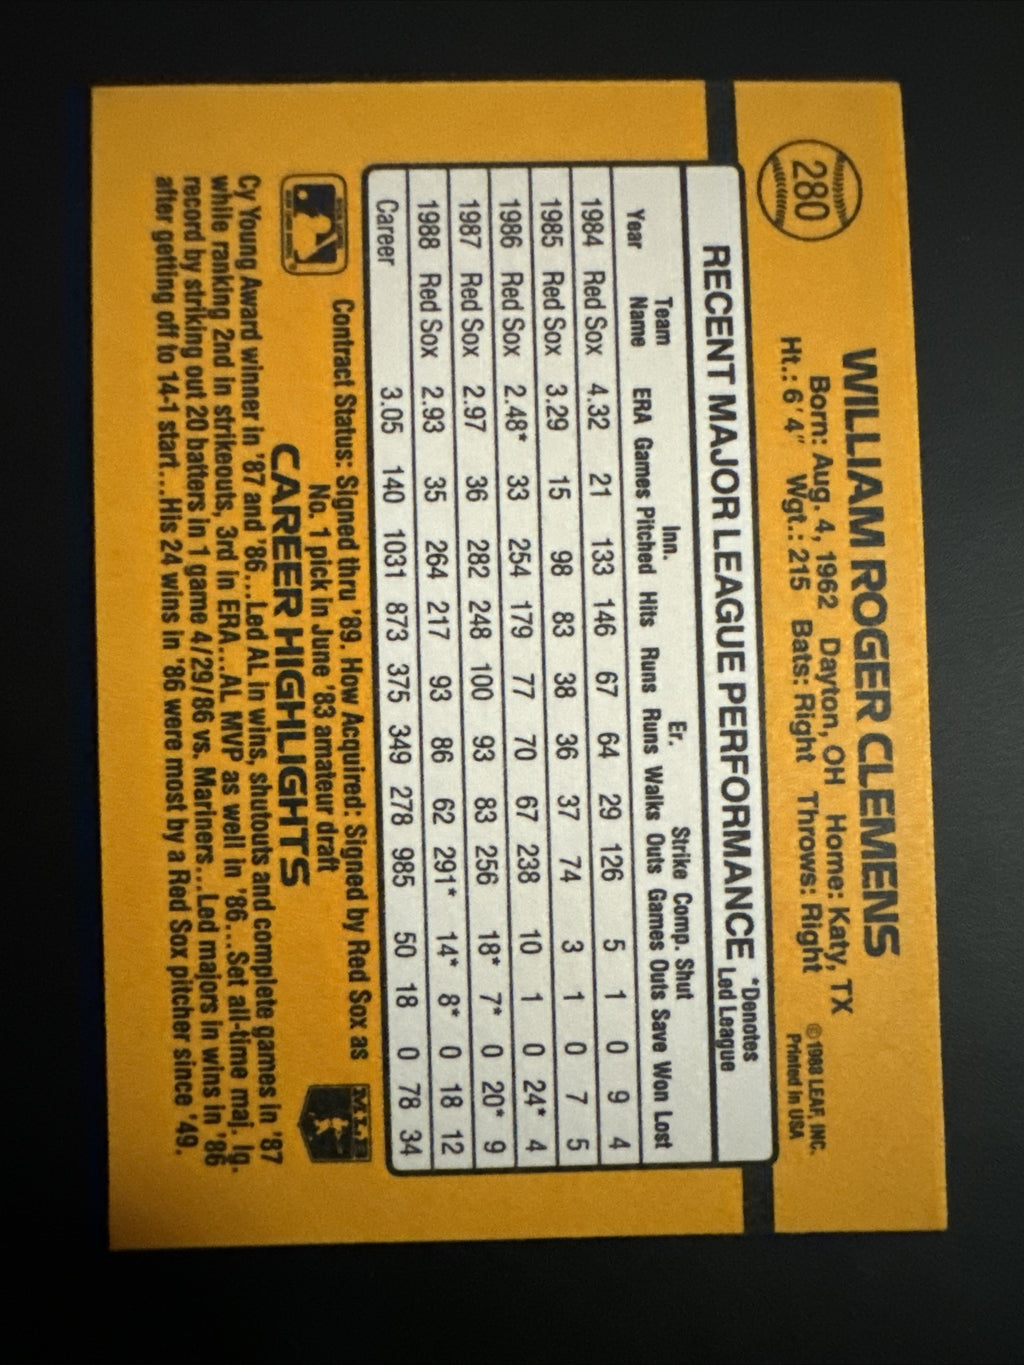 280
WILLIAM ROGER CLEMENS
Born: Aug. 4, 1962 Dayton, OH Home: Katy, TX
Ht.: 6'4" Wgt.: 215 Bats: Right Throws: Right
©1988 LEAF, INC.
Printed in USA
RECENT MAJOR LEAGUE PERFORMANCE *Denotes Led League
Year Team Name ERA Games Inn. Pitched Hits Runs Er. Runs Walks Strike Outs Comp. Games Shut Outs Save Won Lost
1984 Red Sox 4.32 21 133 146 67 64 29 126 5 1 0 9 4
1985 Red Sox 3.29 15 98 83 38 36 37 74 3 1 0 7 5
1986 Red Sox 2.48* 33 254 179 77 70 67 238 10 1 0 24* 4
1987 Red Sox 2.97 36 282 248 100 93 83 256 18* 7* 0 20* 9
1988 Red Sox 2.93 35 264 217 93 86 62 291* 14* 8* 0 18 12
Career 3.05 140 1031 873 375 349 278 985 50 18 0 78 34
Contract Status: Signed thru '89. How Acquired: Signed by Red Sox as
No. 1 pick in June '83 amateur draft
MLB
CAREER HIGHLIGHTS
Cy Young Award winner in '87 and '86...Led AL in wins, shutouts and complete games in '87
while ranking 2nd in strikeouts, 3rd in ERA...AL MVP as well in '86...Set all-time maj. lg.
record by striking out 20 batters in 1 game 4/29/86 vs. Mariners...Led majors in wins in '86
after getting off to 14-1 start...His 24 wins in '86 were most by a Red Sox pitcher since '49.